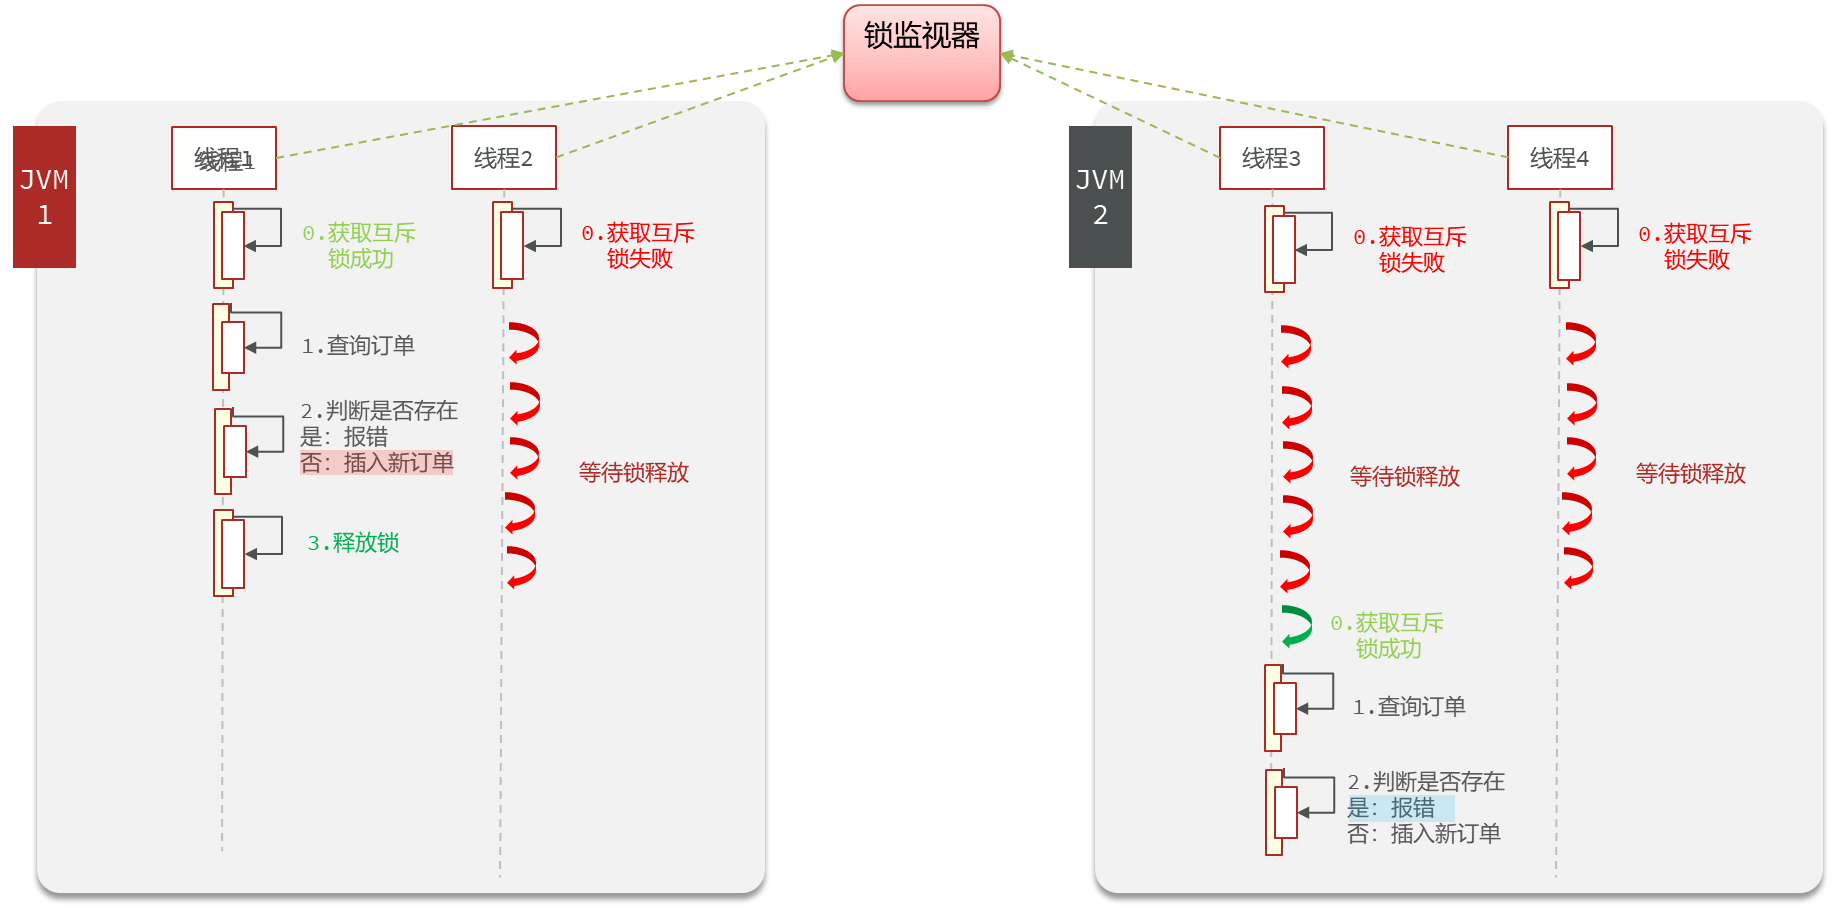 锁监视器
JVM
1
线程1
线程1
线程2
0.获取互斥
锁成功
0.获取互斥
锁失败
1.查询订单
2.判断是否存在
是：报错
否：插入新订单
等待锁释放
3.释放锁
JVM
2
线程3
线程4
0.获取互斥
锁失败
0.获取互斥
锁失败
等待锁释放
等待锁释放
0.获取互斥
锁成功
1.查询订单
2.判断是否存在
是：报错
否：插入新订单